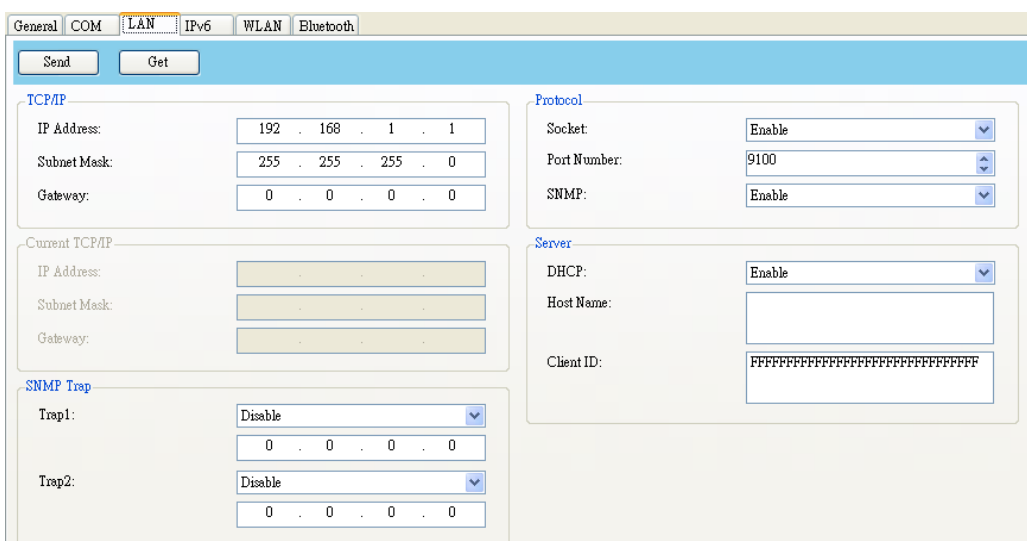 General COM LAN IPv6 WLAN Bluetooth
Send Get
TCP/IP
IP Address: 192 . 168 . 1 . 1
Subnet Mask: 255 . 255 . 255 . 0
Gateway: 0 . 0 . 0 . 0
Current TCP/IP
IP Address: . . .
Subnet Mask: . . .
Gateway: . . .
SNMP Trap
Trap1: Disable
0 . 0 . 0 . 0
Trap2: Disable
0 . 0 . 0 . 0
Protocol
Socket: Enable
Port Number: 9100
SNMP: Enable
Server
DHCP: Enable
Host Name:
Client ID: FFFFFFFFFFFFFFFFFFFFFFFFFFFFFFFF